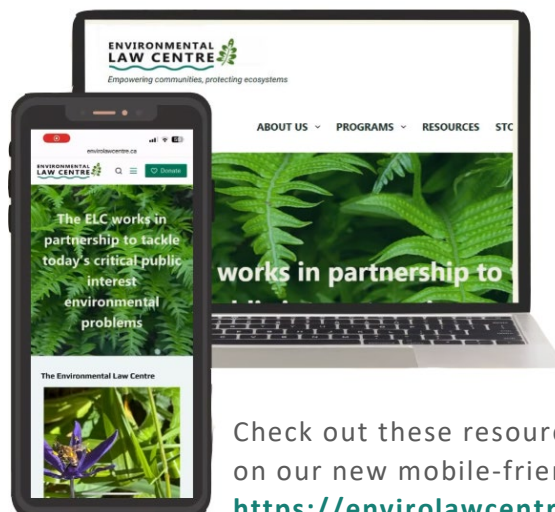 ENVIRONMENTAL
LAW CENTRE
Empowering communities, protecting ecosystems
ABOUT US
PROGRAMS
RESOURCES
STC
works in partnership to
envirolawcentre.ca
ENVIRONMENTAL
LAW CENTRE
Donate
The ELC works in
partnership to tackle
today's critical public
interest
environmental
problems
The Environmental Law Centre
Check out these resour
on our new mobile-frien
https://envirolawcentr